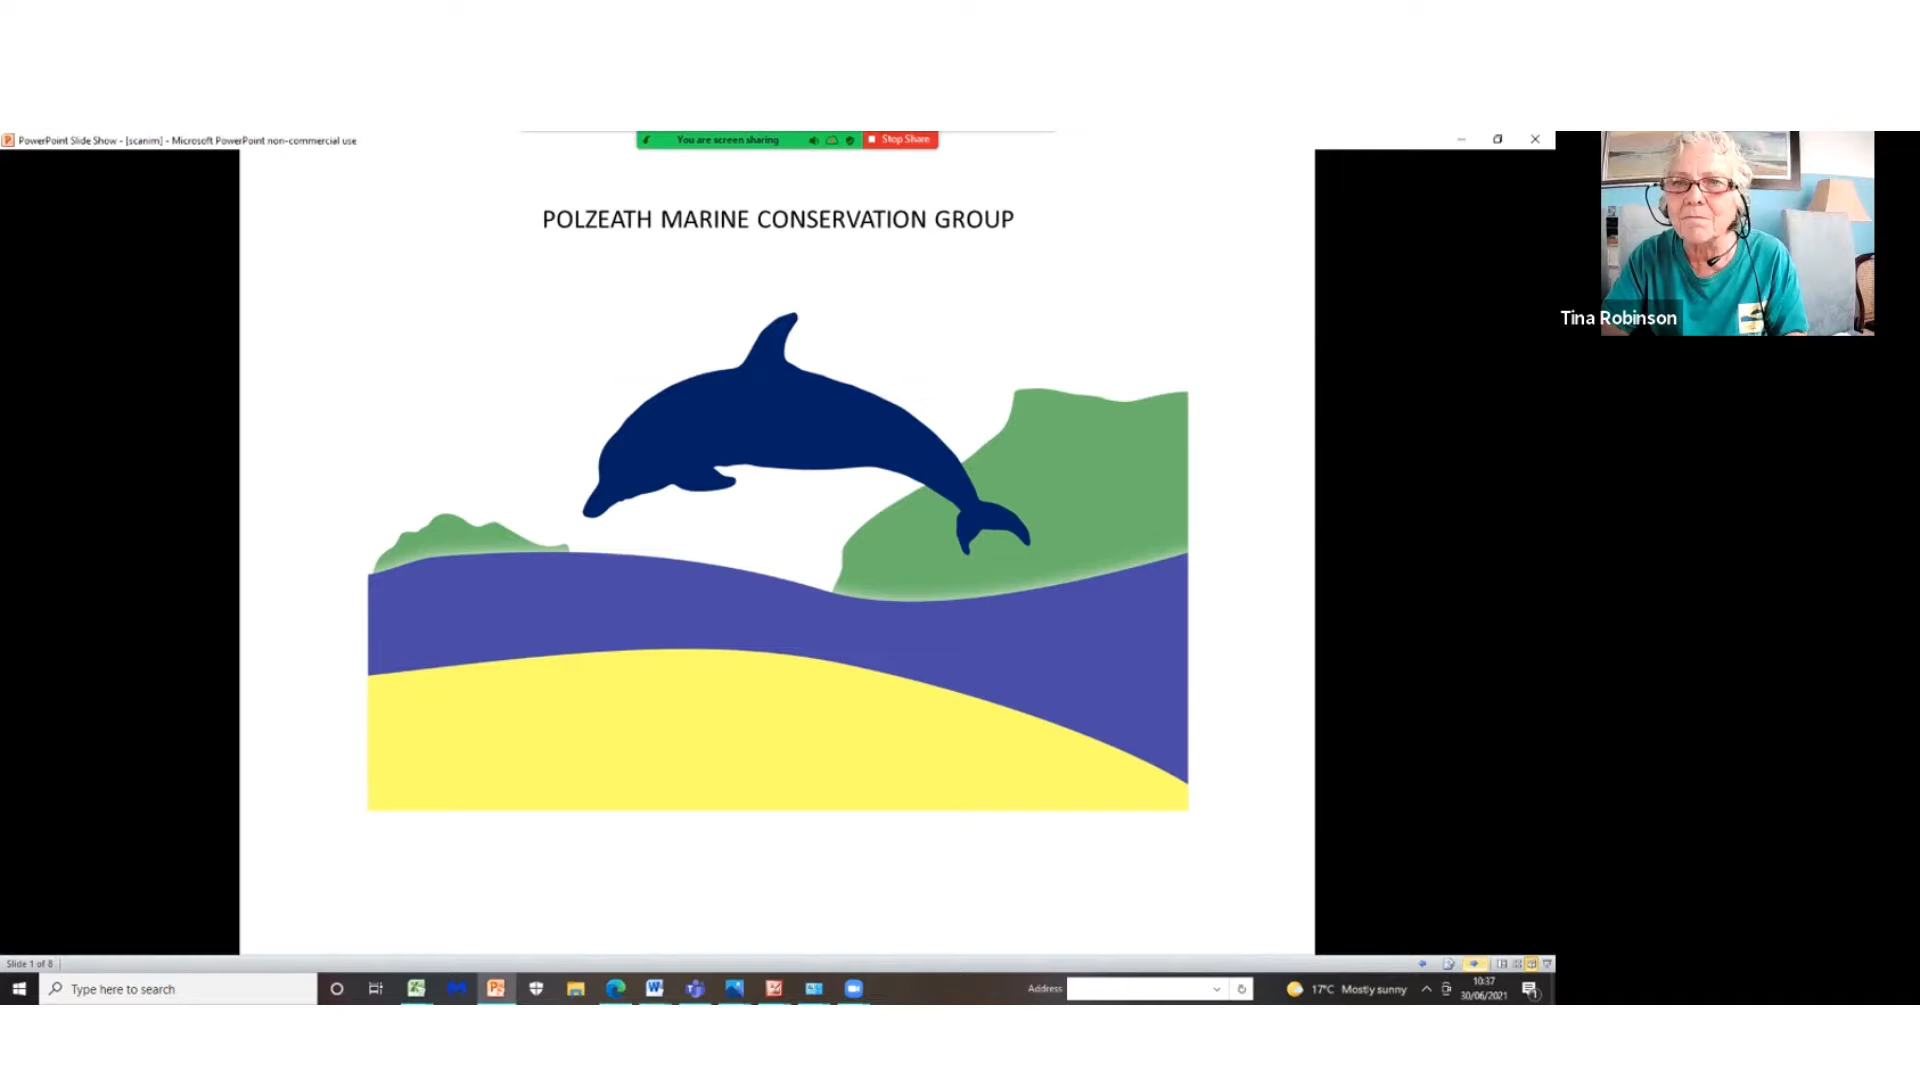 PowerPoint Slide Show - [scanim] - Microsoft PowerPoint non-commercial use
You are screen sharing
Stop Share
POLZEATH MARINE CONSERVATION GROUP
Tina Robinson
Slide 1 of 8
Type here to search
Address
17°C Mostly sunny
10:37
30/06/2021